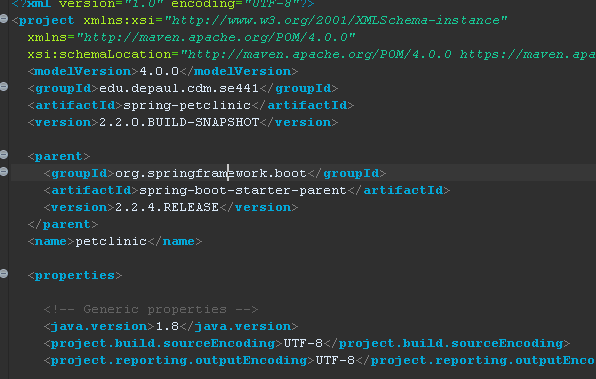 <?xml version="1.0" encoding="UTF-8"?>
<project xmlns:xsi="http://www.w3.org/2001/XMLSchema-instance"
xmlns="http://maven.apache.org/POM/4.0.0"
xsi:schemaLocation="http://maven.apache.org/POM/4.0.0 https://maven.apa
<modelVersion>4.0.0</modelVersion>
<groupId>edu.depaul.cdm.se441</groupId>
<artifactId>spring-petclinic</artifactId>
<version>2.2.0.BUILD-SNAPSHOT</version>
<parent>
<groupId>org.springframework.boot</groupId>
<artifactId>spring-boot-starter-parent</artifactId>
<version>2.2.4.RELEASE</version>
</parent>
<name>petclinic</name>
<properties>
<!-- Generic properties -->
<java.version>1.8</java.version>
<project.build.sourceEncoding>UTF-8</project.build.sourceEncoding>
<project.reporting.outputEncoding>UTF-8</project.reporting.outputEnco